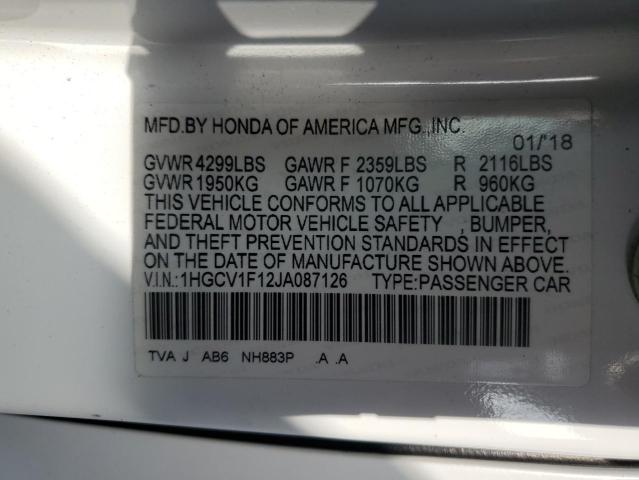 MFD.BY HONDA OF AMERICA MFG.,INC.
01/'18
GVWR 4299LBS GAWR F 2359LBS R 2116LBS
GVWR 1950KG GAWR F 1070KG R 960KG
THIS VEHICLE CONFORMS TO ALL APPLICABLE
FEDERAL MOTOR VEHICLE SAFETY , BUMPER,
AND THEFT PREVENTION STANDARDS IN EFFECT
ON THE DATE OF MANUFACTURE SHOWN ABOVE.
V.I.N.:1HGCV1F12JA087126 TYPE:PASSENGER CAR
TVA J AB6 NH883P .A .A